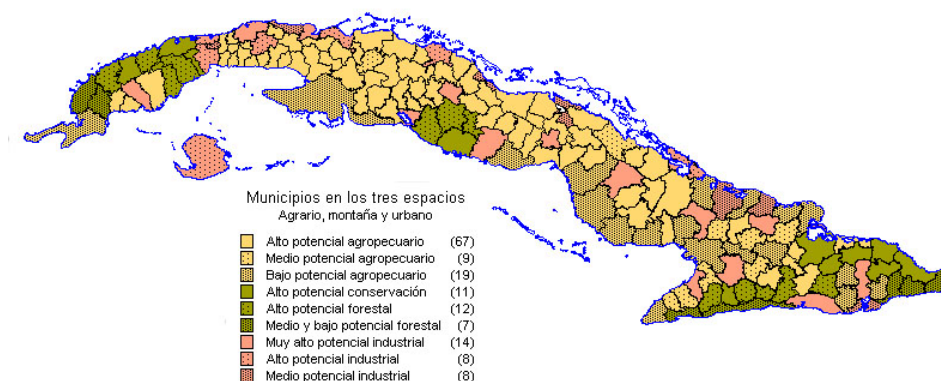 Municipios en los tres espacios
Agrario, montaña y urbano
Alto potencial agropecuario (67)
Medio potencial agropecuario (9)
Bajo potencial agropecuario (19)
Alto potencial conservación (11)
Alto potencial forestal (12)
Medio y bajo potencial forestal (7)
Muy alto potencial industrial (14)
Alto potencial industrial (8)
Medio potencial industrial (8)